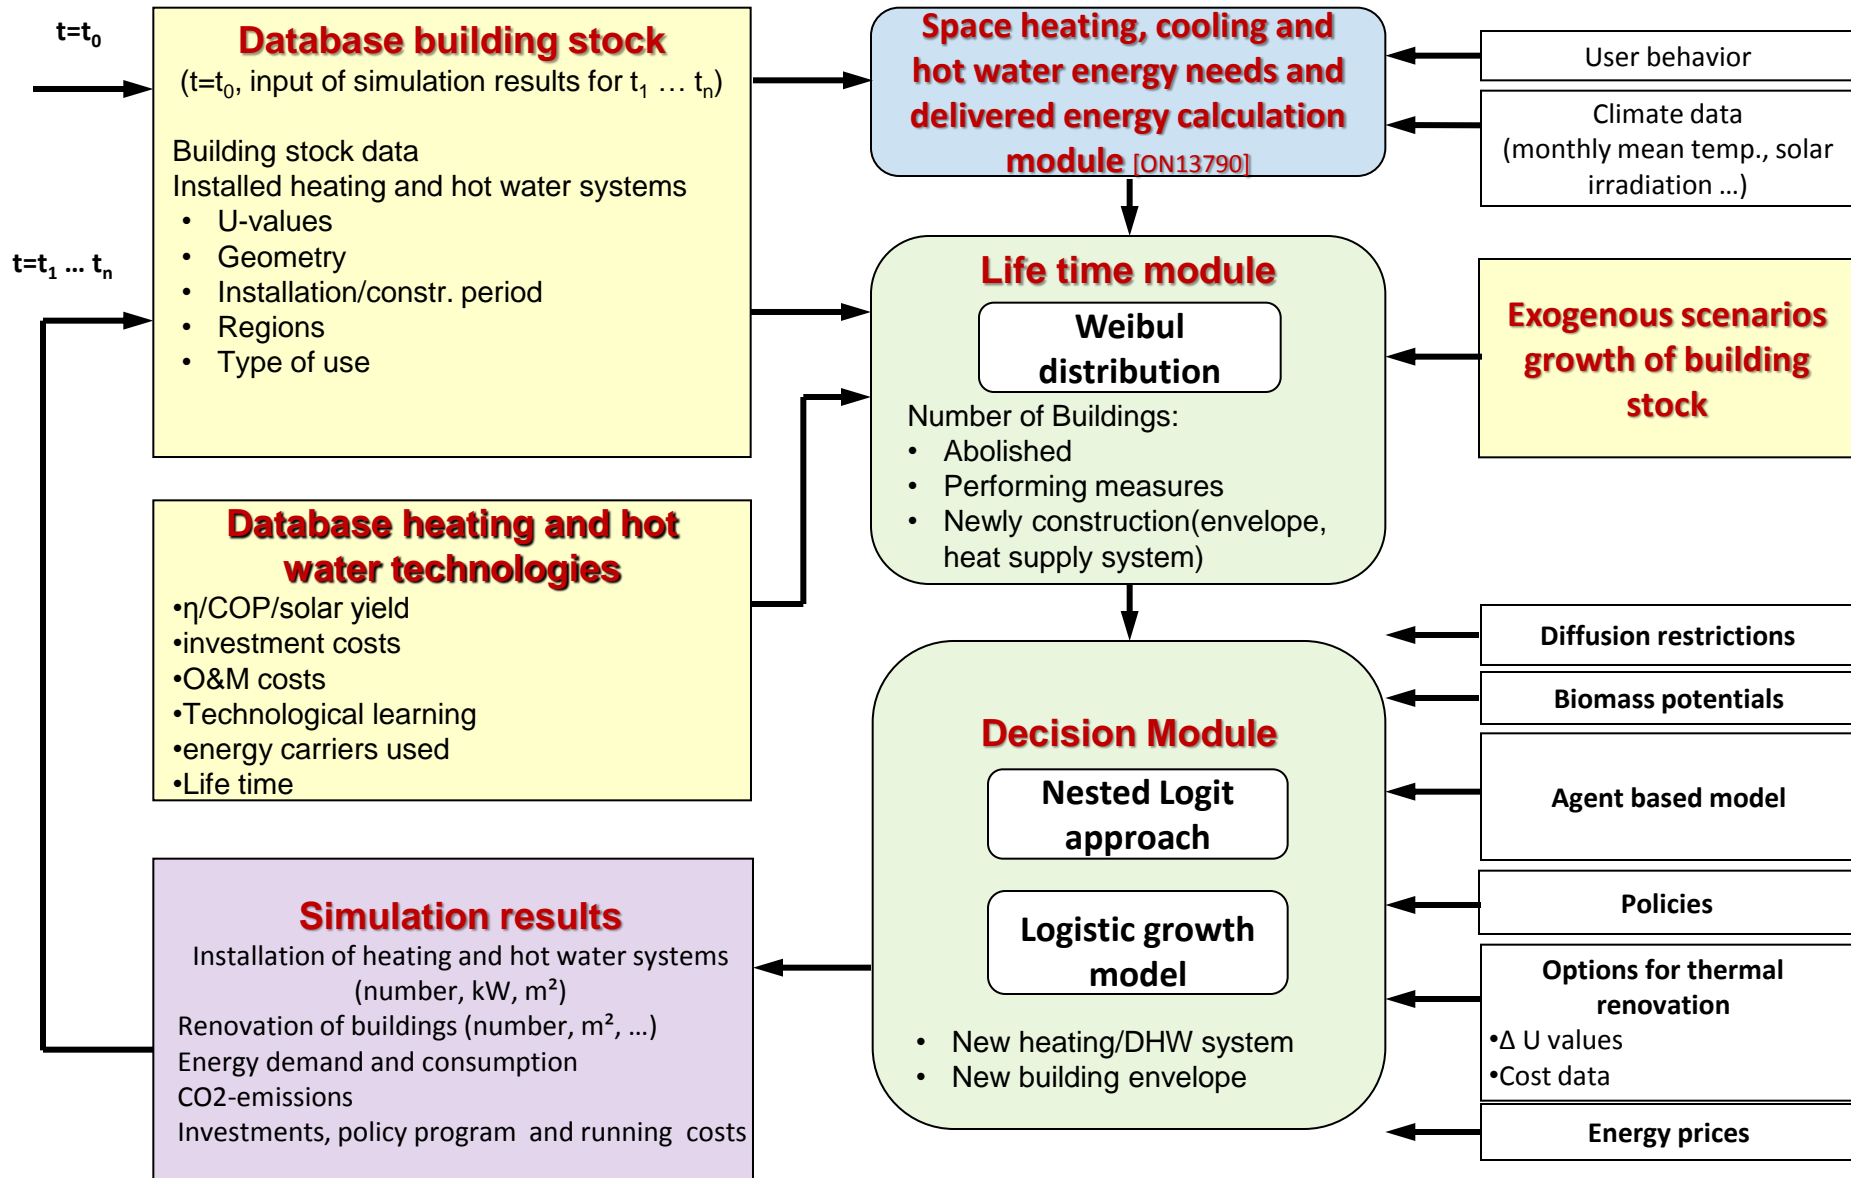 t=t0
Database building stock
(t=t0, input of simulation results for t1 … tn)
Building stock data
Installed heating and hot water systems
• U-values
• Geometry
• Installation/constr. period
• Regions
• Type of use
t=t1 … tn
Database heating and hot
water technologies
•η/COP/solar yield
•investment costs
•O&M costs
•Technological learning
•energy carriers used
•Life time
Simulation results
Installation of heating and hot water systems
(number, kW, m²)
Renovation of buildings (number, m², …)
Energy demand and consumption
CO2-emissions
Investments, policy program and running costs
Space heating, cooling and
hot water energy needs and
delivered energy calculation
module [ON13790]
Life time module
Weibul
distribution
Number of Buildings:
• Abolished
• Performing measures
• Newly construction(envelope,
heat supply system)
Decision Module
Nested Logit
approach
Logistic growth
model
• New heating/DHW system
• New building envelope
User behavior
Climate data
(monthly mean temp., solar
irradiation …)
Exogenous scenarios
growth of building
stock
Diffusion restrictions
Biomass potentials
Agent based model
Policies
Options for thermal
renovation
•Δ U values
•Cost data
Energy prices